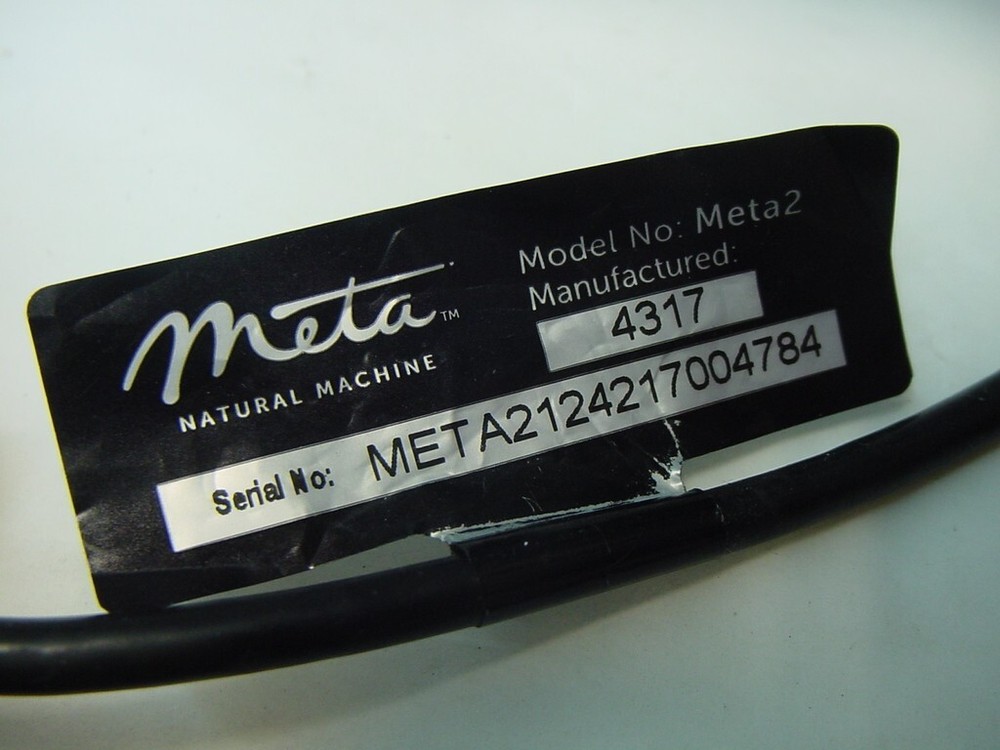 Meta™
NATURAL MACHINE
Model No: Meta2
Manufactured:
4317
Serial No: META2124217004784